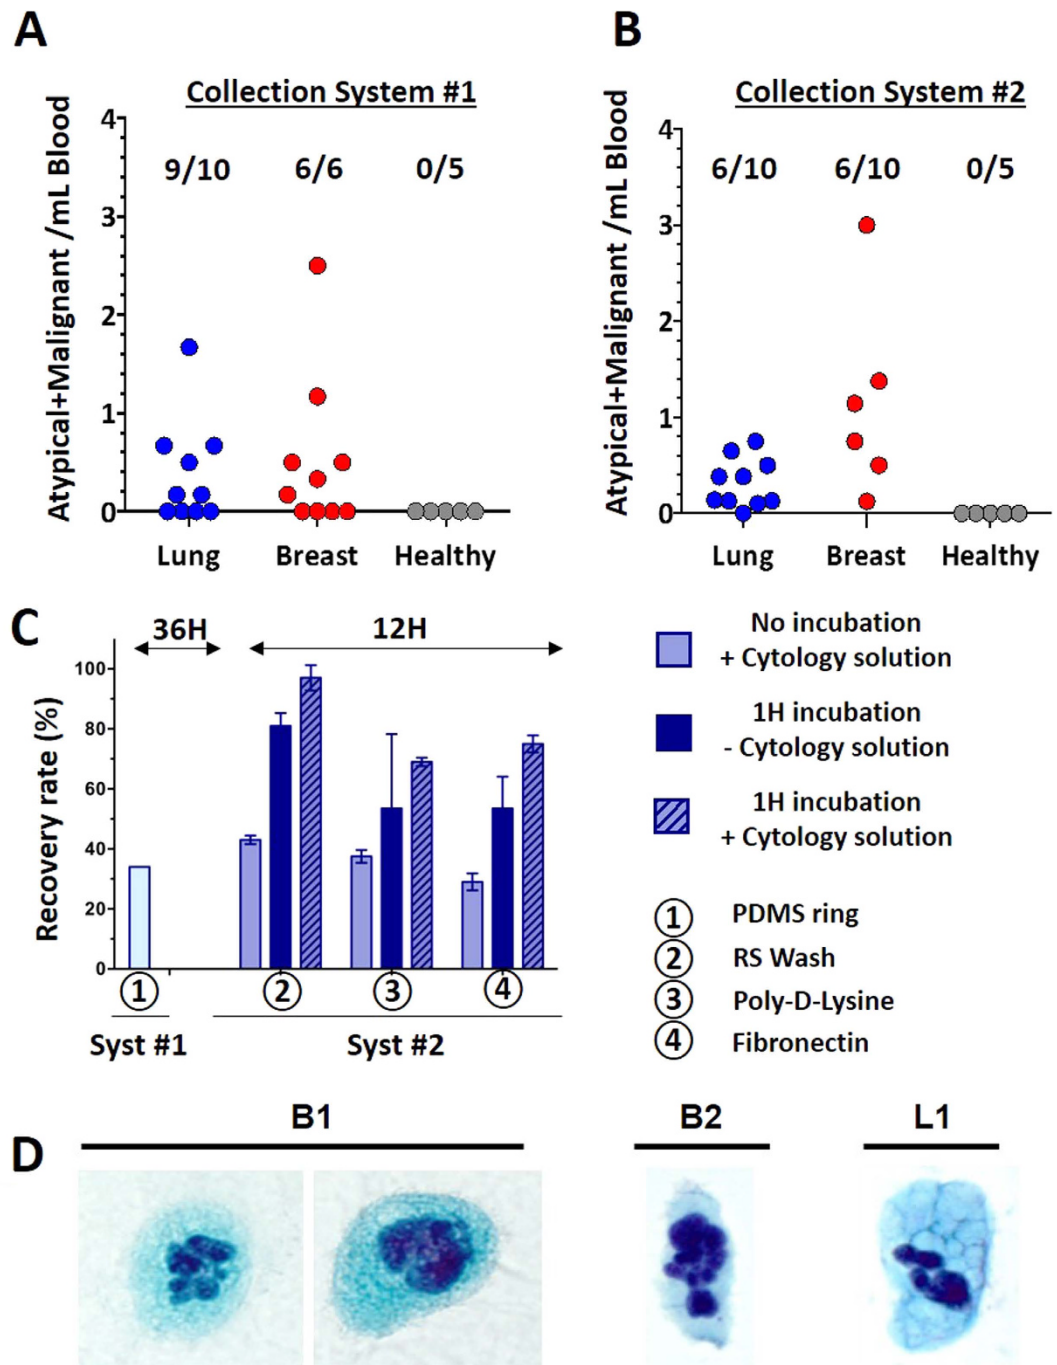 A
Collection System #1
Atypical+Malignant /mL Blood
4
3
2
1
0
9/10 6/6 0/5
Lung Breast Healthy
B
Collection System #2
Atypical+Malignant /mL Blood
4
3
2
1
0
6/10 6/10 0/5
Lung Breast Healthy
C
36H 12H
Recovery rate (%)
100
80
60
40
20
0
1 2 3 4
Syst #1 Syst #2
No incubation
+ Cytology solution
1H incubation
- Cytology solution
1H incubation
+ Cytology solution
1 PDMS ring
2 RS Wash
3 Poly-D-Lysine
4 Fibronectin
D
B1 B2 L1